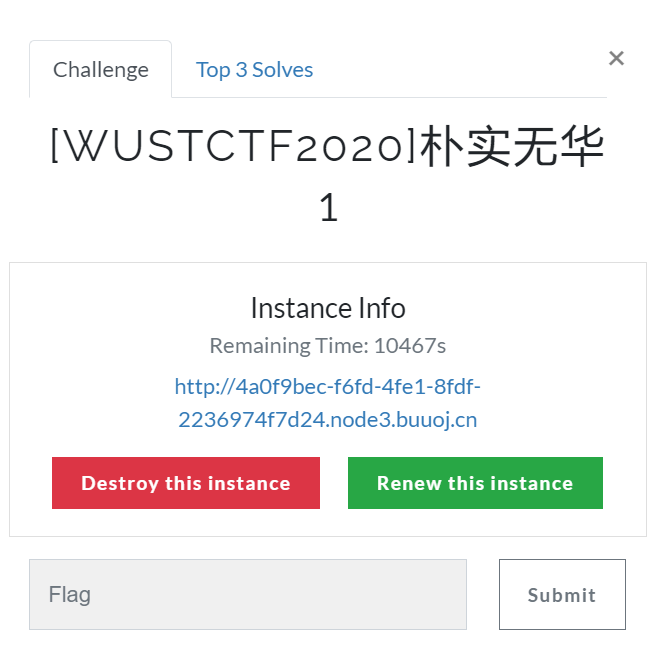 Challenge
Top 3 Solves
×
[WUSTCTF2020]朴实无华
1
Instance Info
Remaining Time: 10467s
http://4a0f9bec-f6fd-4fe1-8fdf-
2236974f7d24.node3.buuoj.cn
Destroy this instance
Renew this instance
Flag
Submit